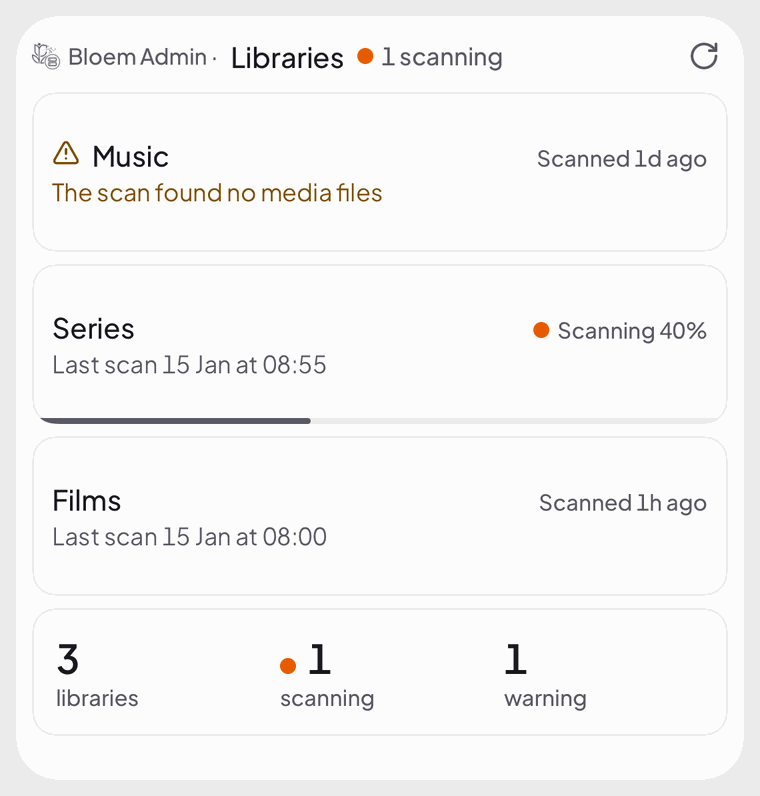 Bloem Admin · Libraries 1 scanning
Music Scanned 1d ago
The scan found no media files
Series Scanning 40%
Last scan 15 Jan at 08:55
Films Scanned 1h ago
Last scan 15 Jan at 08:00
3 1 1
libraries scanning warning